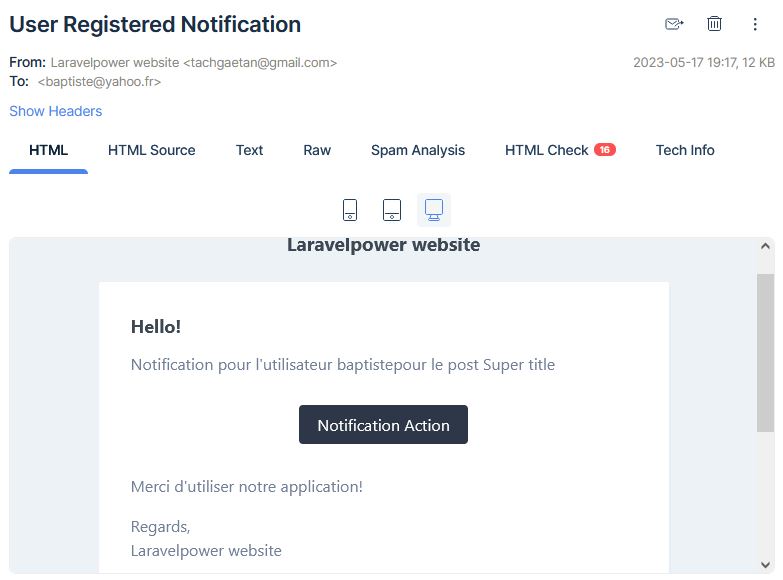 User Registered Notification
From: Laravelpower website <tachgaetan@gmail.com>
2023-05-17 19:17, 12 KB
To: <baptiste@yahoo.fr>
Show Headers
HTML HTML Source Text Raw Spam Analysis HTML Check 16 Tech Info
Laravelpower website
Hello!
Notification pour l'utilisateur baptistepour le post Super title
Notification Action
Merci d'utiliser notre application!
Regards,
Laravelpower website